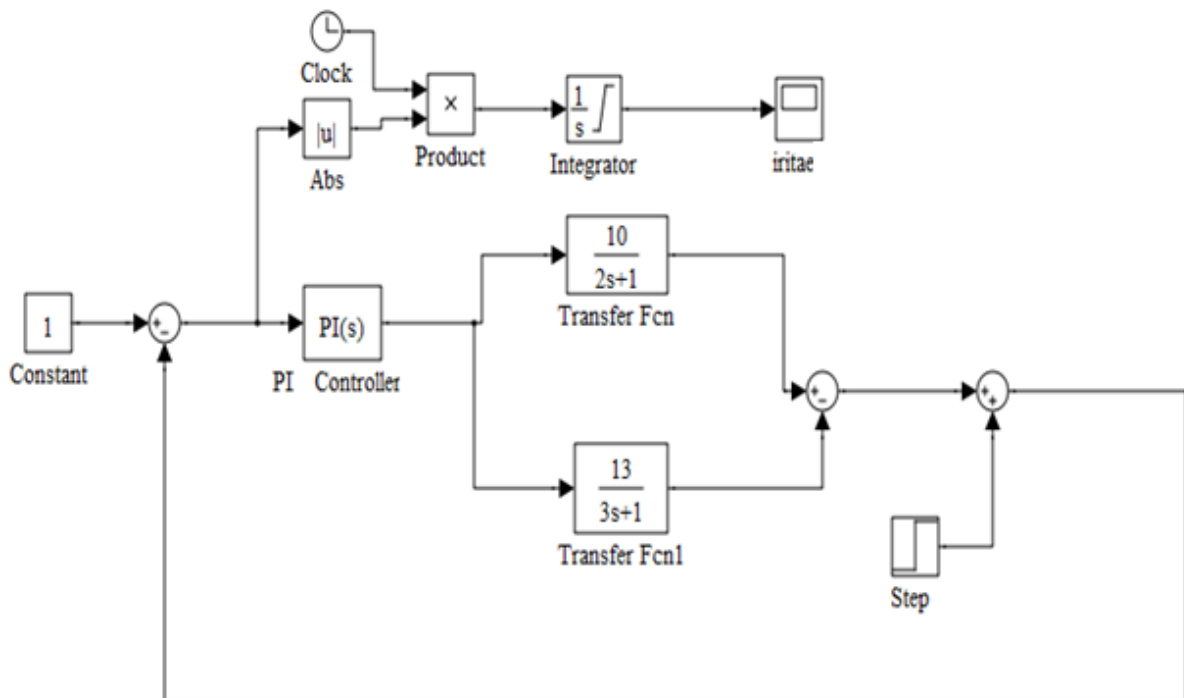 Clock
×
1
s
|u|
Product
Integrator
iritae
Abs
10
2s+1
1
+
−
PI(s)
Transfer Fcn
Constant
PI Controller
+
−
+
+
13
3s+1
Transfer Fcn1
Step